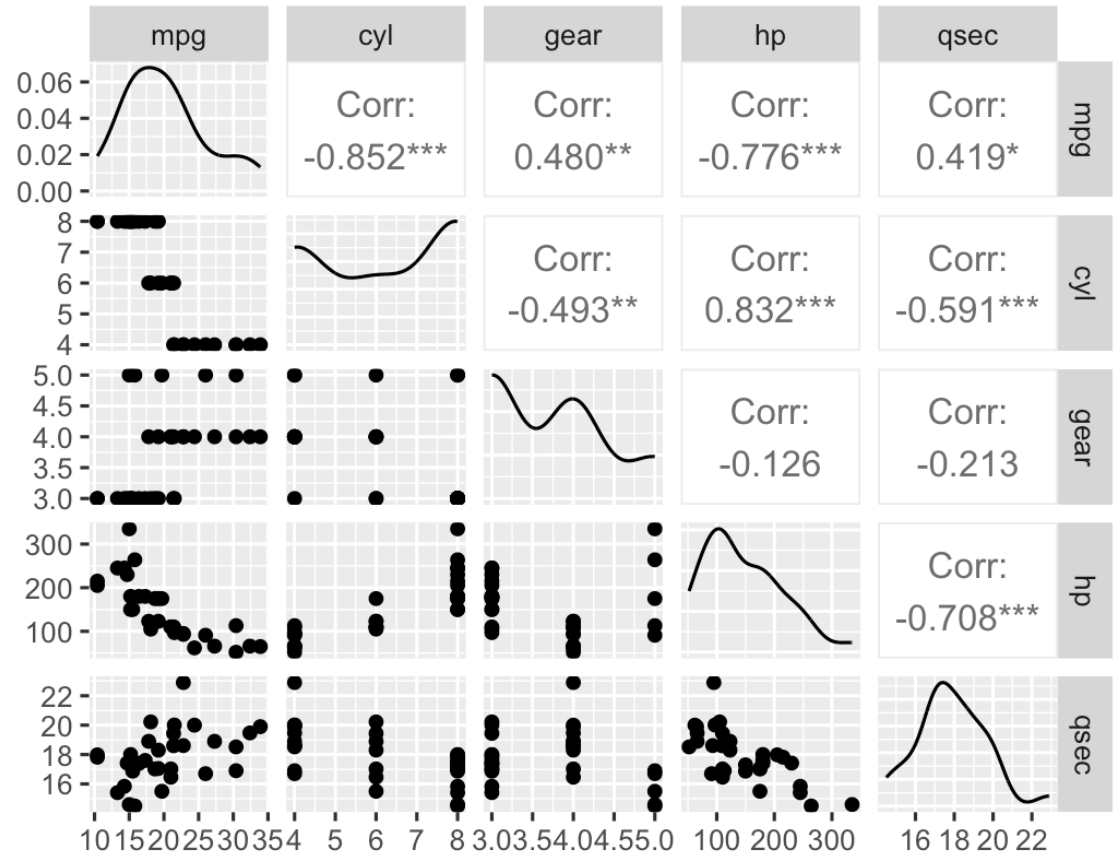 mpg cyl gear hp qsec
0.06
0.04
0.02
0.00
Corr:
-0.852***
Corr:
0.480**
Corr:
-0.776***
Corr:
0.419*
mpg
8
7
6
5
4
Corr:
-0.493**
Corr:
0.832***
Corr:
-0.591***
cyl
5.0
4.5
4.0
3.5
3.0
Corr:
-0.126
Corr:
-0.213
gear
300
200
100
Corr:
-0.708***
hp
22
20
18
16
qsec
10 15 20 25 30 35 4 5 6 7 8 3.0 3.5 4.0 4.5 5.0 100 200 300 16 18 20 22